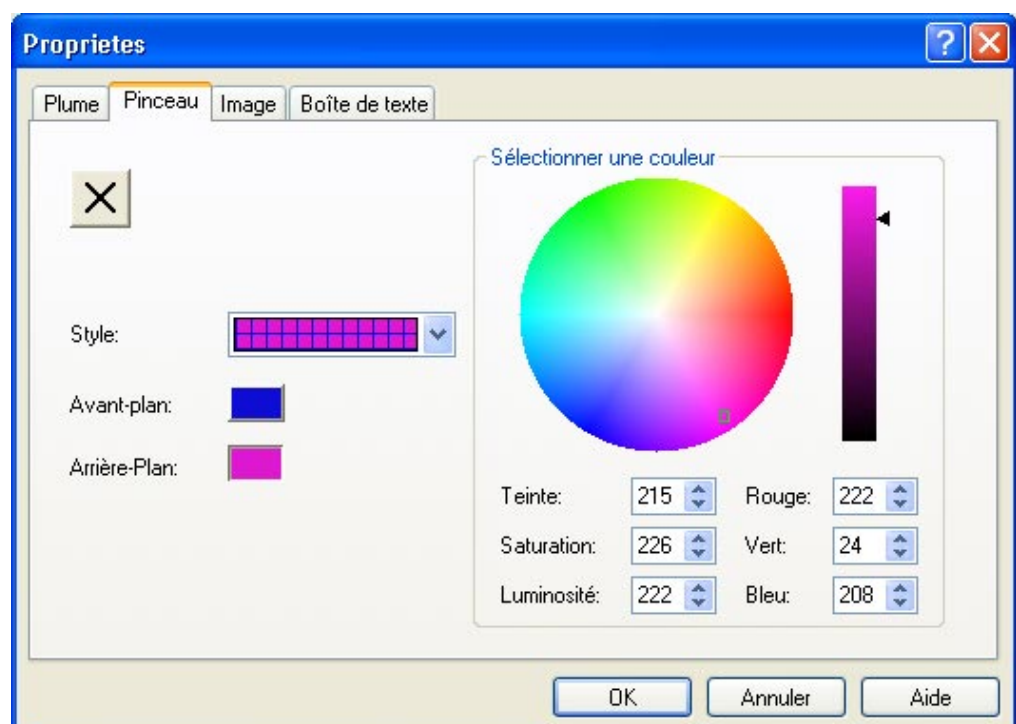 Proprietes
Plume Pinceau Image Boîte de texte
Sélectionner une couleur
Style:
Avant-plan:
Arrière-Plan:
Teinte: 215 Rouge: 222
Saturation: 226 Vert: 24
Luminosité: 222 Bleu: 208
OK Annuler Aide